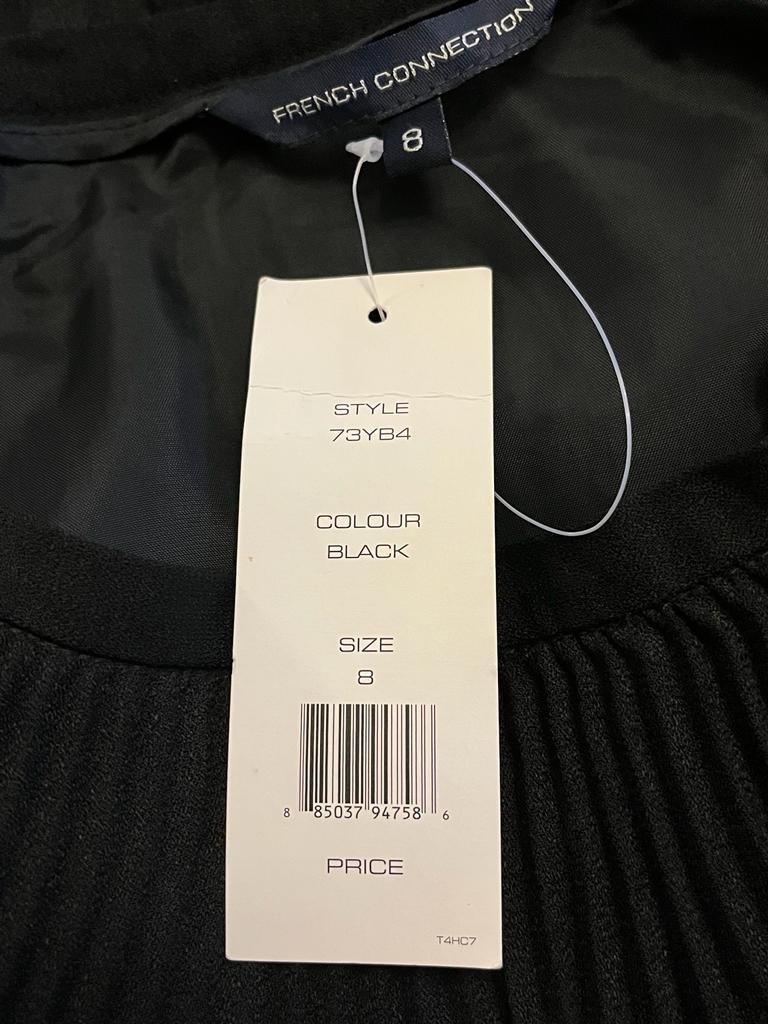 FRENCH CONNECTION
8
STYLE
73YB4
COLOUR
BLACK
SIZE
8
8 85037 94758 6
PRICE
T4HC7